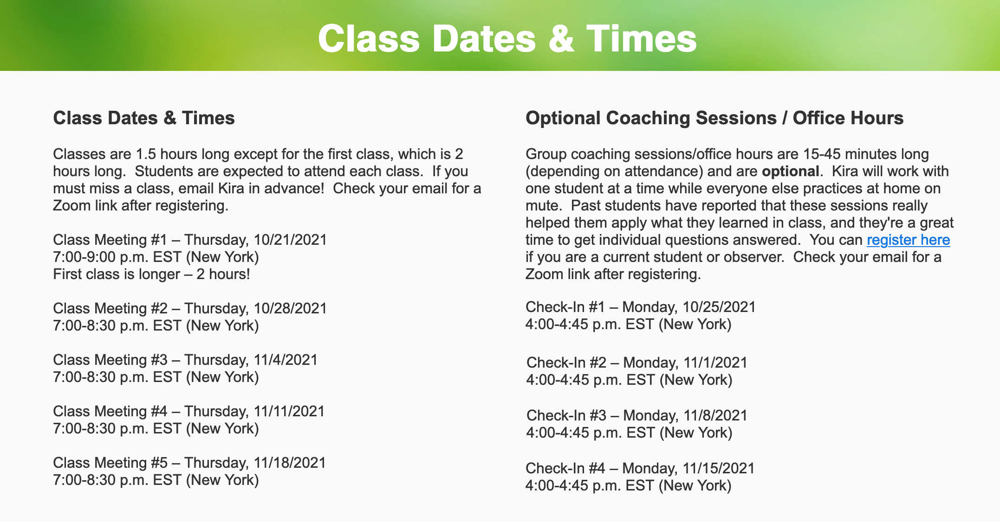 Class Dates & Times
Class Dates & Times
Classes are 1.5 hours long except for the first class, which is 2
hours long.  Students are expected to attend each class.  If you
must miss a class, email Kira in advance!  Check your email for a
Zoom link after registering.
Class Meeting #1 – Thursday, 10/21/2021
7:00-9:00 p.m. EST (New York)
First class is longer – 2 hours!
Class Meeting #2 – Thursday, 10/28/2021
7:00-8:30 p.m. EST (New York)
Class Meeting #3 – Thursday, 11/4/2021
7:00-8:30 p.m. EST (New York)
Class Meeting #4 – Thursday, 11/11/2021
7:00-8:30 p.m. EST (New York)
Class Meeting #5 – Thursday, 11/18/2021
7:00-8:30 p.m. EST (New York)
Optional Coaching Sessions / Office Hours
Group coaching sessions/office hours are 15-45 minutes long
(depending on attendance) and are optional.  Kira will work with
one student at a time while everyone else practices at home on
mute.  Past students have reported that these sessions really
helped them apply what they learned in class, and they're a great
time to get individual questions answered.  You can register here
if you are a current student or observer.  Check your email for a
Zoom link after registering.
Check-In #1 – Monday, 10/25/2021
4:00-4:45 p.m. EST (New York)
Check-In #2 – Monday, 11/1/2021
4:00-4:45 p.m. EST (New York)
Check-In #3 – Monday, 11/8/2021
4:00-4:45 p.m. EST (New York)
Check-In #4 – Monday, 11/15/2021
4:00-4:45 p.m. EST (New York)